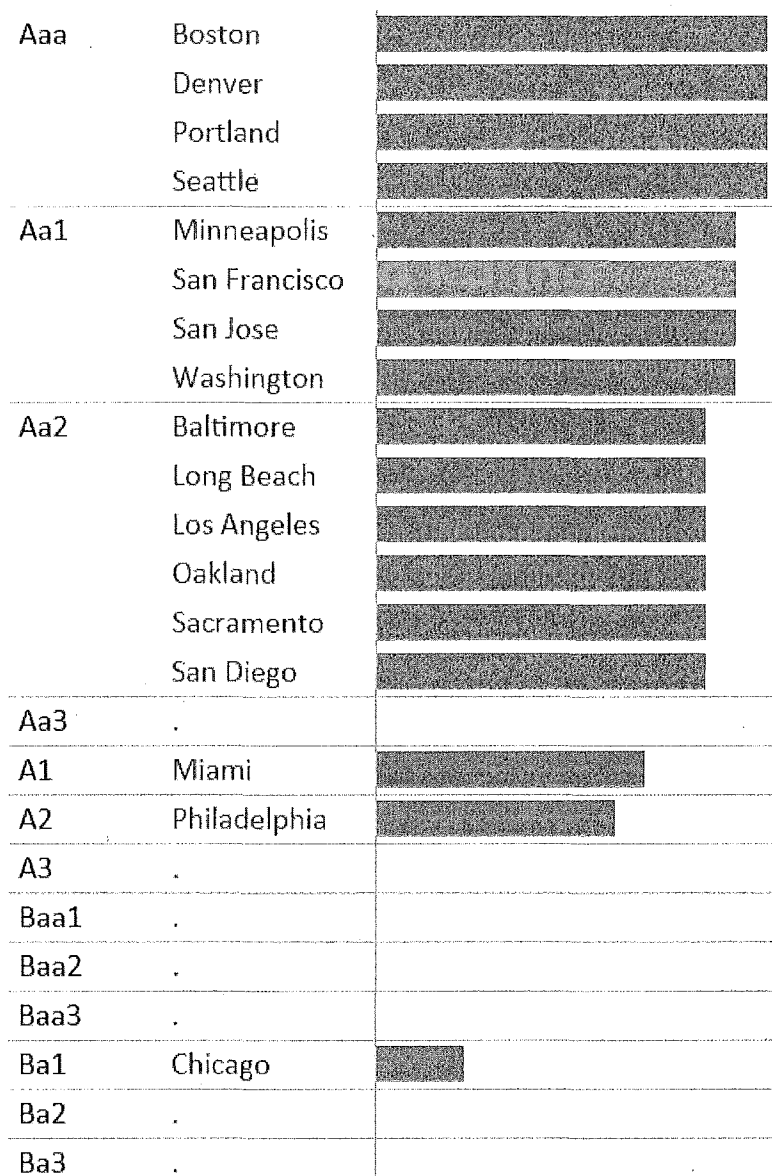 Aaa Boston
Denver
Portland
Seattle
Aa1 Minneapolis
San Francisco
San Jose
Washington
Aa2 Baltimore
Long Beach
Los Angeles
Oakland
Sacramento
San Diego
Aa3 .
A1 Miami
A2 Philadelphia
A3 .
Baa1 .
Baa2 .
Baa3 .
Ba1 Chicago
Ba2 .
Ba3 .